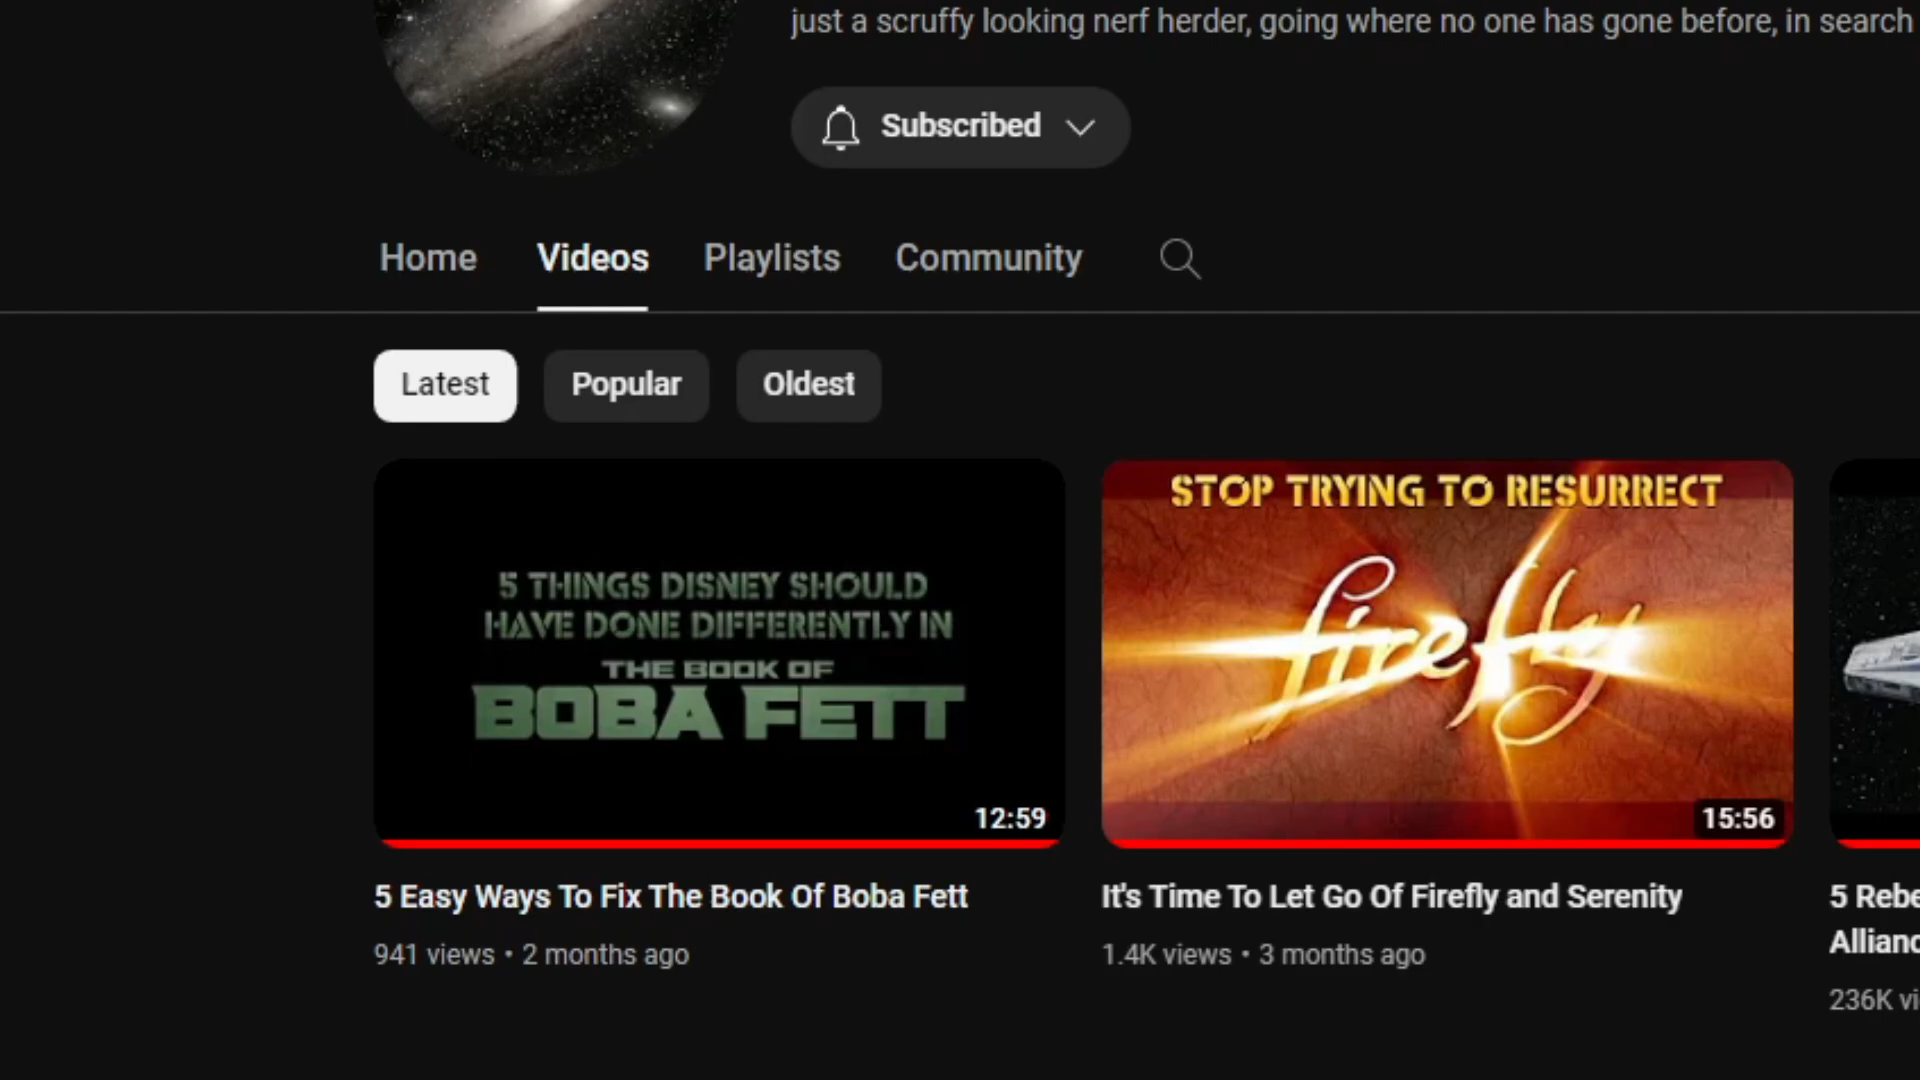 just a scruffy looking nerf herder, going where no one has gone before, in search
Subscribed
Home Videos Playlists Community
Latest Popular Oldest
5 THINGS DISNEY SHOULD
HAVE DONE DIFFERENTLY IN
THE BOOK OF
BOBA FETT
12:59
STOP TRYING TO RESURRECT
firefly
15:56
5 Easy Ways To Fix The Book Of Boba Fett
941 views • 2 months ago
It's Time To Let Go Of Firefly and Serenity
1.4K views • 3 months ago
5
236K